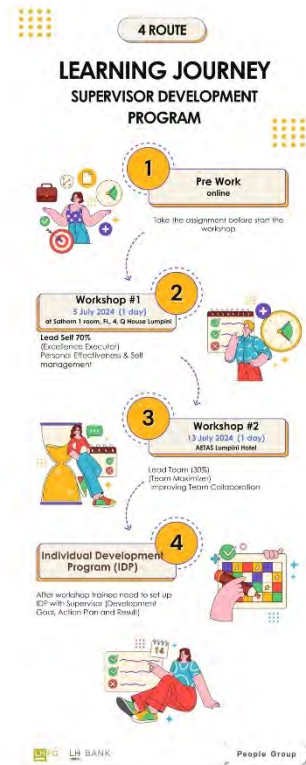 4 ROUTE
LEARNING JOURNEY
SUPERVISOR DEVELOPMENT
PROGRAM
1
Pre Work
online
Take the assignment before start the
workshop
Workshop #1
5 July 2024 (1 day)
at Sathorn 1 room, FL, 4, Q House Lumpini
2
Lead Self 70%
(Excellence Executor)
Personal Effectiveness & Self
management
3
Workshop #2
13 July 2024 (1 day)
AETAS Lumpini Hotel
Lead Team (30%)
(Team Maximizer)
Improving Team Collaboration
4
Individual Development
Program (IDP)
After workshop trainee need to set up
IDP with Supervisor (Development
Goal, Action Plan and Result)
14
LHFG LH BANK
People Group